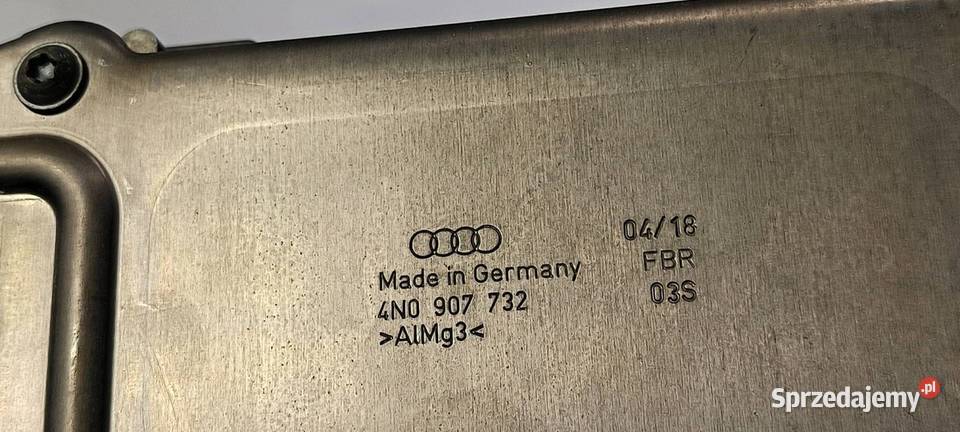 04/18
Made in Germany
FBR
4N0 907 732
03S
>AlMg3<
Sprzedajemy.pl